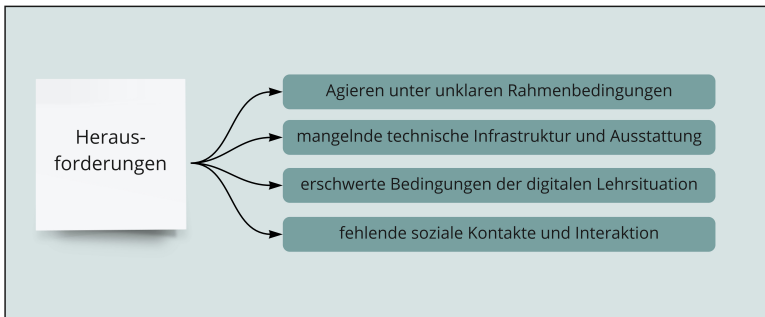 Heraus-
forderungen
Agieren unter unklaren Rahmenbedingungen
mangelnde technische Infrastruktur und Ausstattung
erschwerte Bedingungen der digitalen Lehrsituation
fehlende soziale Kontakte und Interaktion